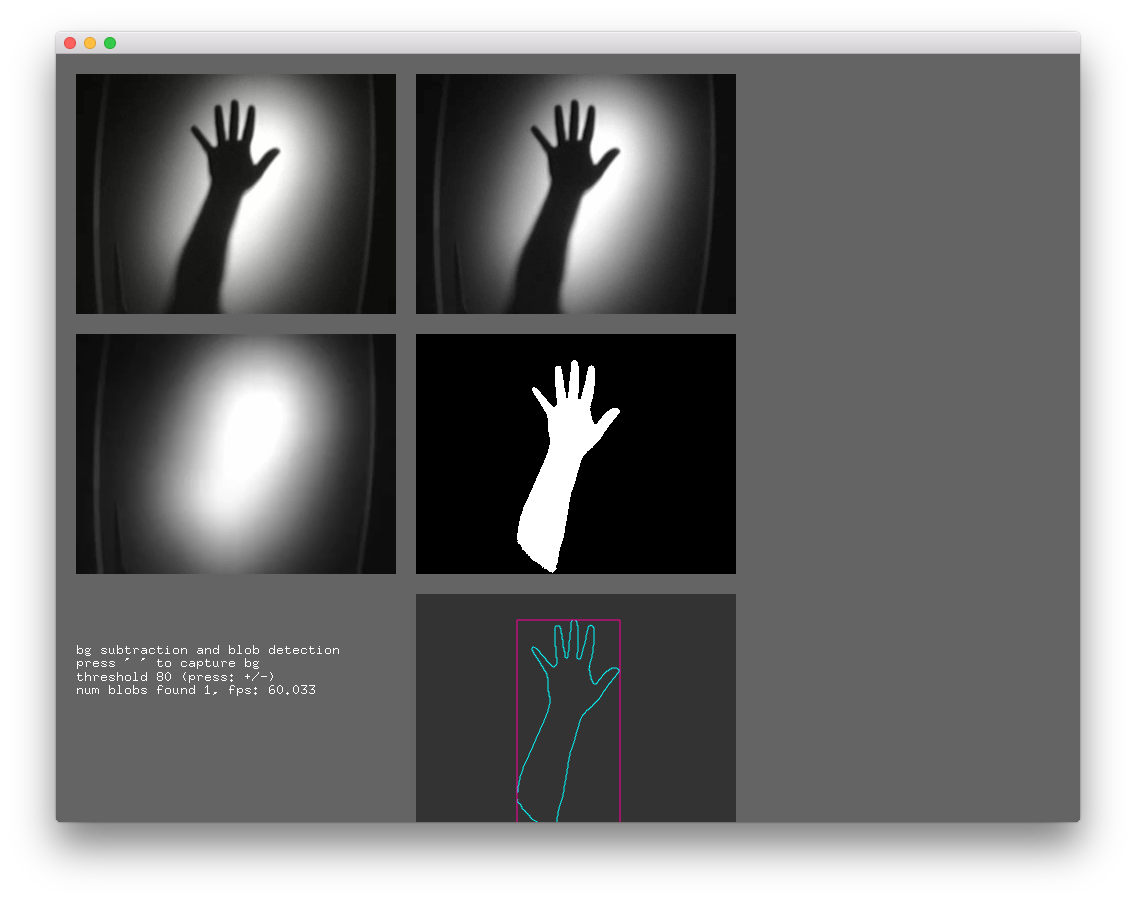 bg subtraction and blob detection
press ' ' to capture bg
threshold 80 (press: +/-)
num blobs found 1, fps: 60.033